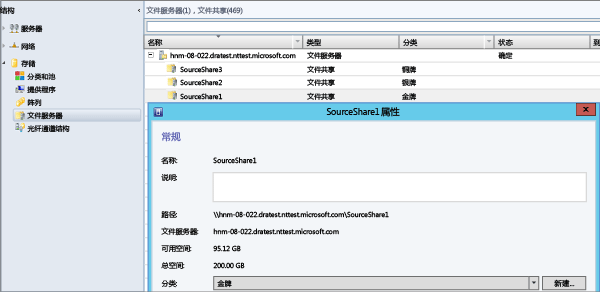 结构
文件服务器(1)，文件共享(469)
服务器
网络
存储
分类和池
提供程序
阵列
文件服务器
光纤通道结构
名称 类型 分类 状态 到
hnm-08-022.dratest.nttest.microsoft.com 文件服务器 确定
SourceShare3 文件共享 铜牌
SourceShare2 文件共享 银牌
SourceShare1 文件共享 金牌
SourceShare1 属性
常规
名称: SourceShare1
说明:
路径: \\hnm-08-022.dratest.nttest.microsoft.com\SourceShare1
文件服务器: hnm-08-022.dratest.nttest.microsoft.com
可用空间: 95.12 GB
总空间: 200.00 GB
分类: 金牌 新建...